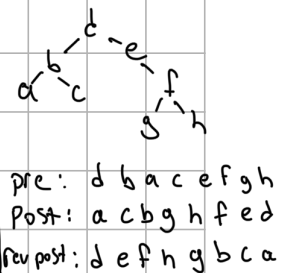 d
b e
a c f
g h
pre: d b a c e f g h
post: a c b g h f e d
rev post: d e f h g b c a